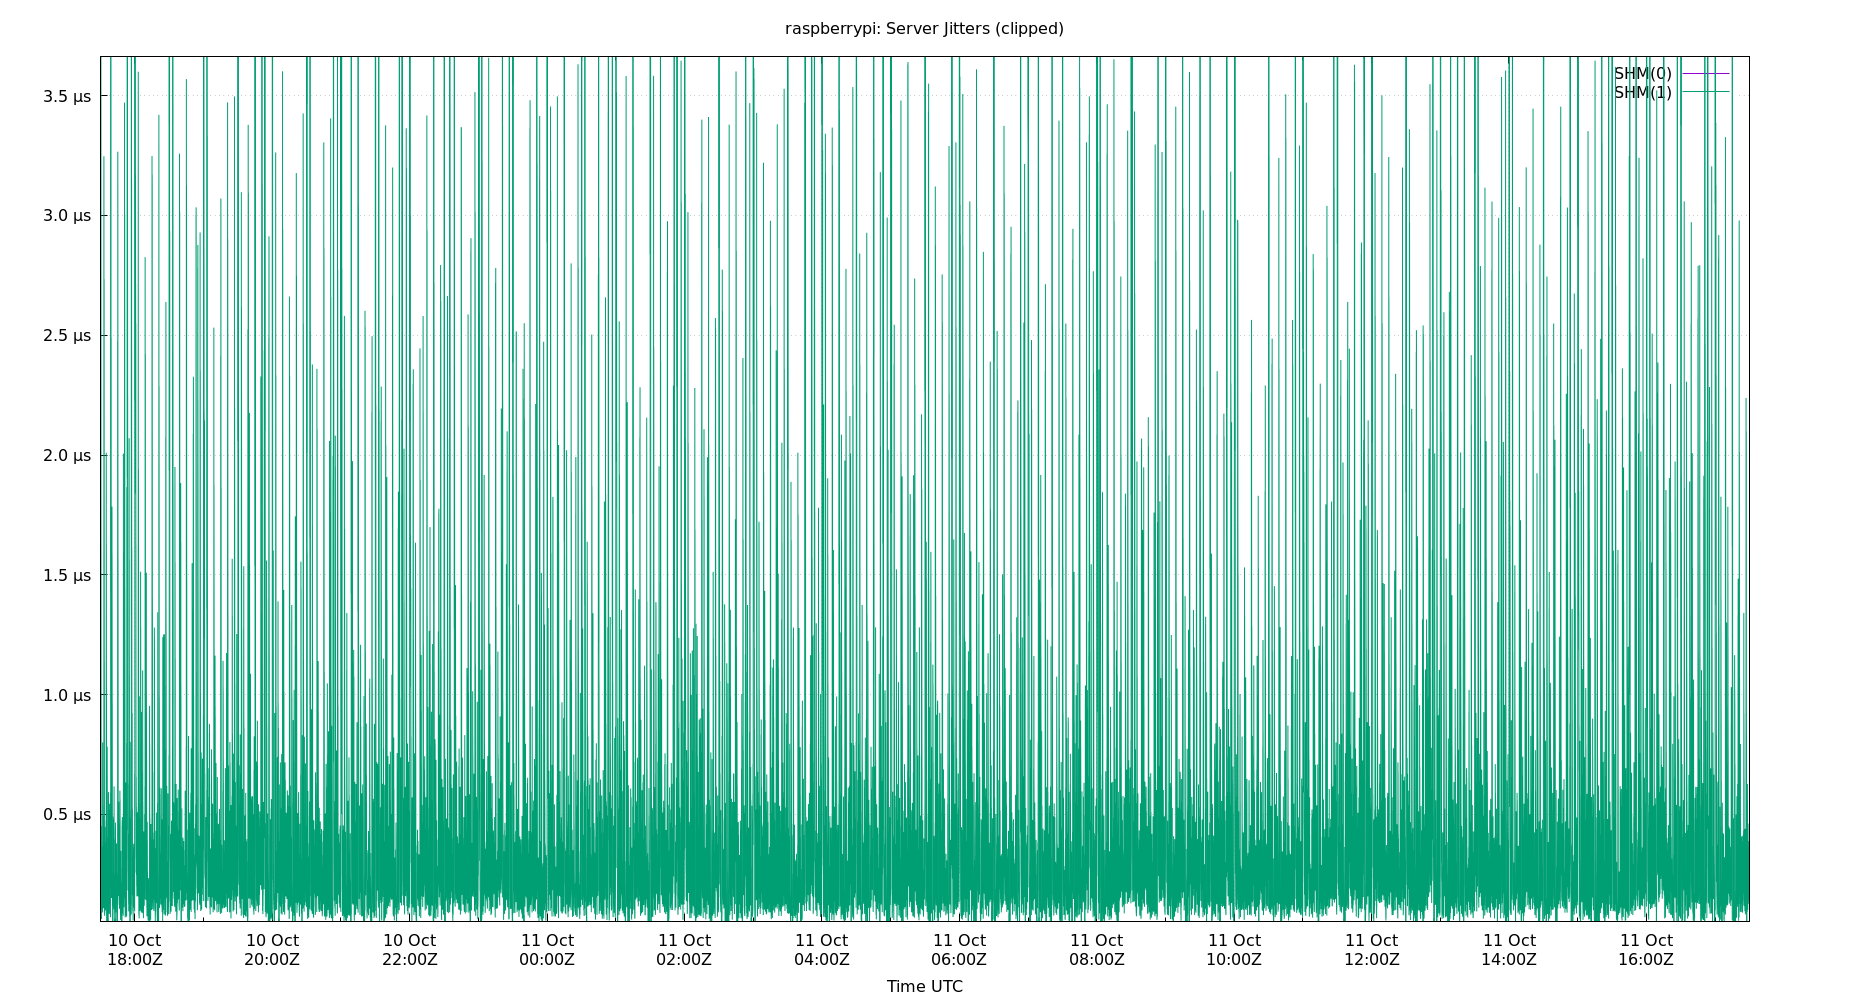 raspberrypi: Server Jitters (clipped)
SHM(0)
SHM(1)
3.5 µs
3.0 µs
2.5 µs
2.0 µs
1.5 µs
1.0 µs
0.5 µs
10 Oct 10 Oct 10 Oct 11 Oct 11 Oct 11 Oct 11 Oct 11 Oct 11 Oct 11 Oct 11 Oct 11 Oct
18:00Z 20:00Z 22:00Z 00:00Z 02:00Z 04:00Z 06:00Z 08:00Z 10:00Z 12:00Z 14:00Z 16:00Z
Time UTC